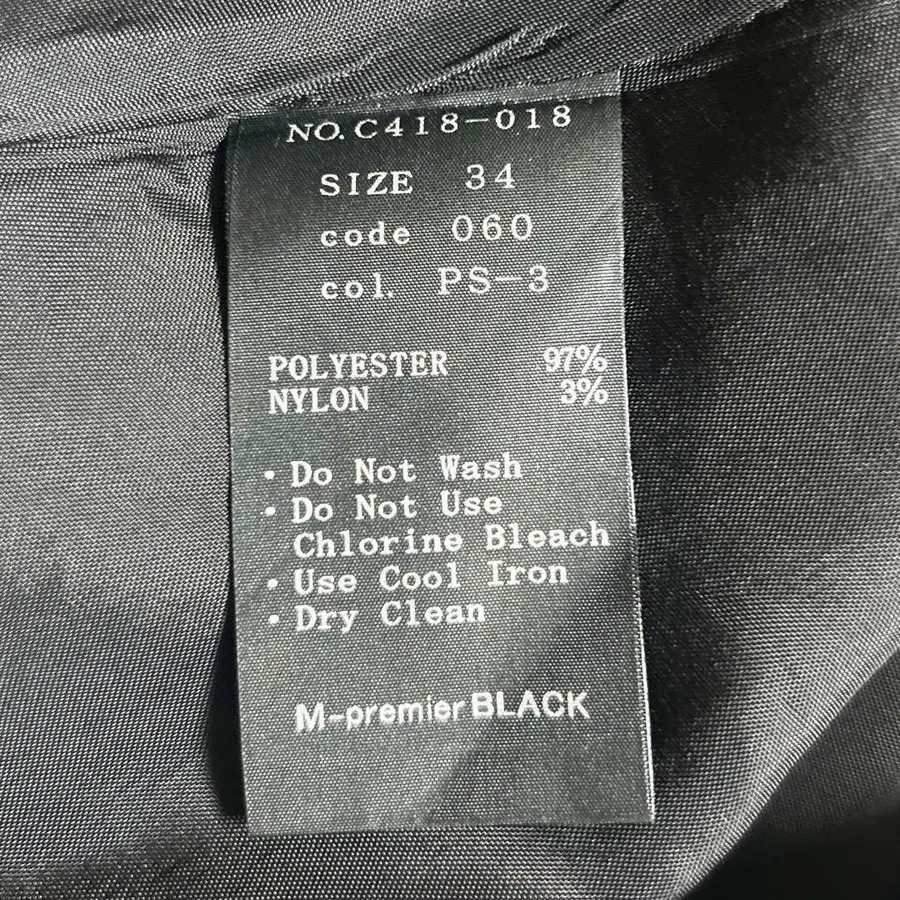 NO. C418-018
SIZE 34
code 060
col. PS-3
POLYESTER 97%
NYLON 3%
・Do Not Wash
・Do Not Use
Chlorine Bleach
・Use Cool Iron
・Dry Clean
M-premier BLACK